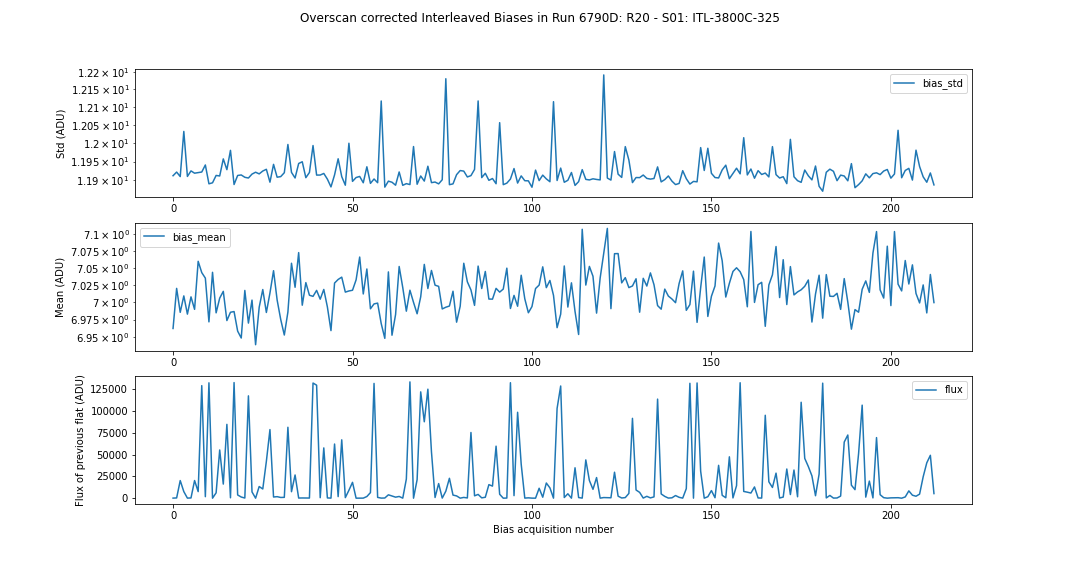 Overscan corrected Interleaved Biases in Run 6790D: R20 - S01: ITL-3800C-325
Std (ADU)
1.22 × 10¹
1.215 × 10¹
1.21 × 10¹
1.205 × 10¹
1.2 × 10¹
1.195 × 10¹
1.19 × 10¹
bias_std
0 50 100 150 200
Mean (ADU)
7.1 × 10⁰
7.075 × 10⁰
7.05 × 10⁰
7.025 × 10⁰
7 × 10⁰
6.975 × 10⁰
6.95 × 10⁰
bias_mean
0 50 100 150 200
Flux of previous flat (ADU)
125000
100000
75000
50000
25000
0
flux
0 50 100 150 200
Bias acquisition number